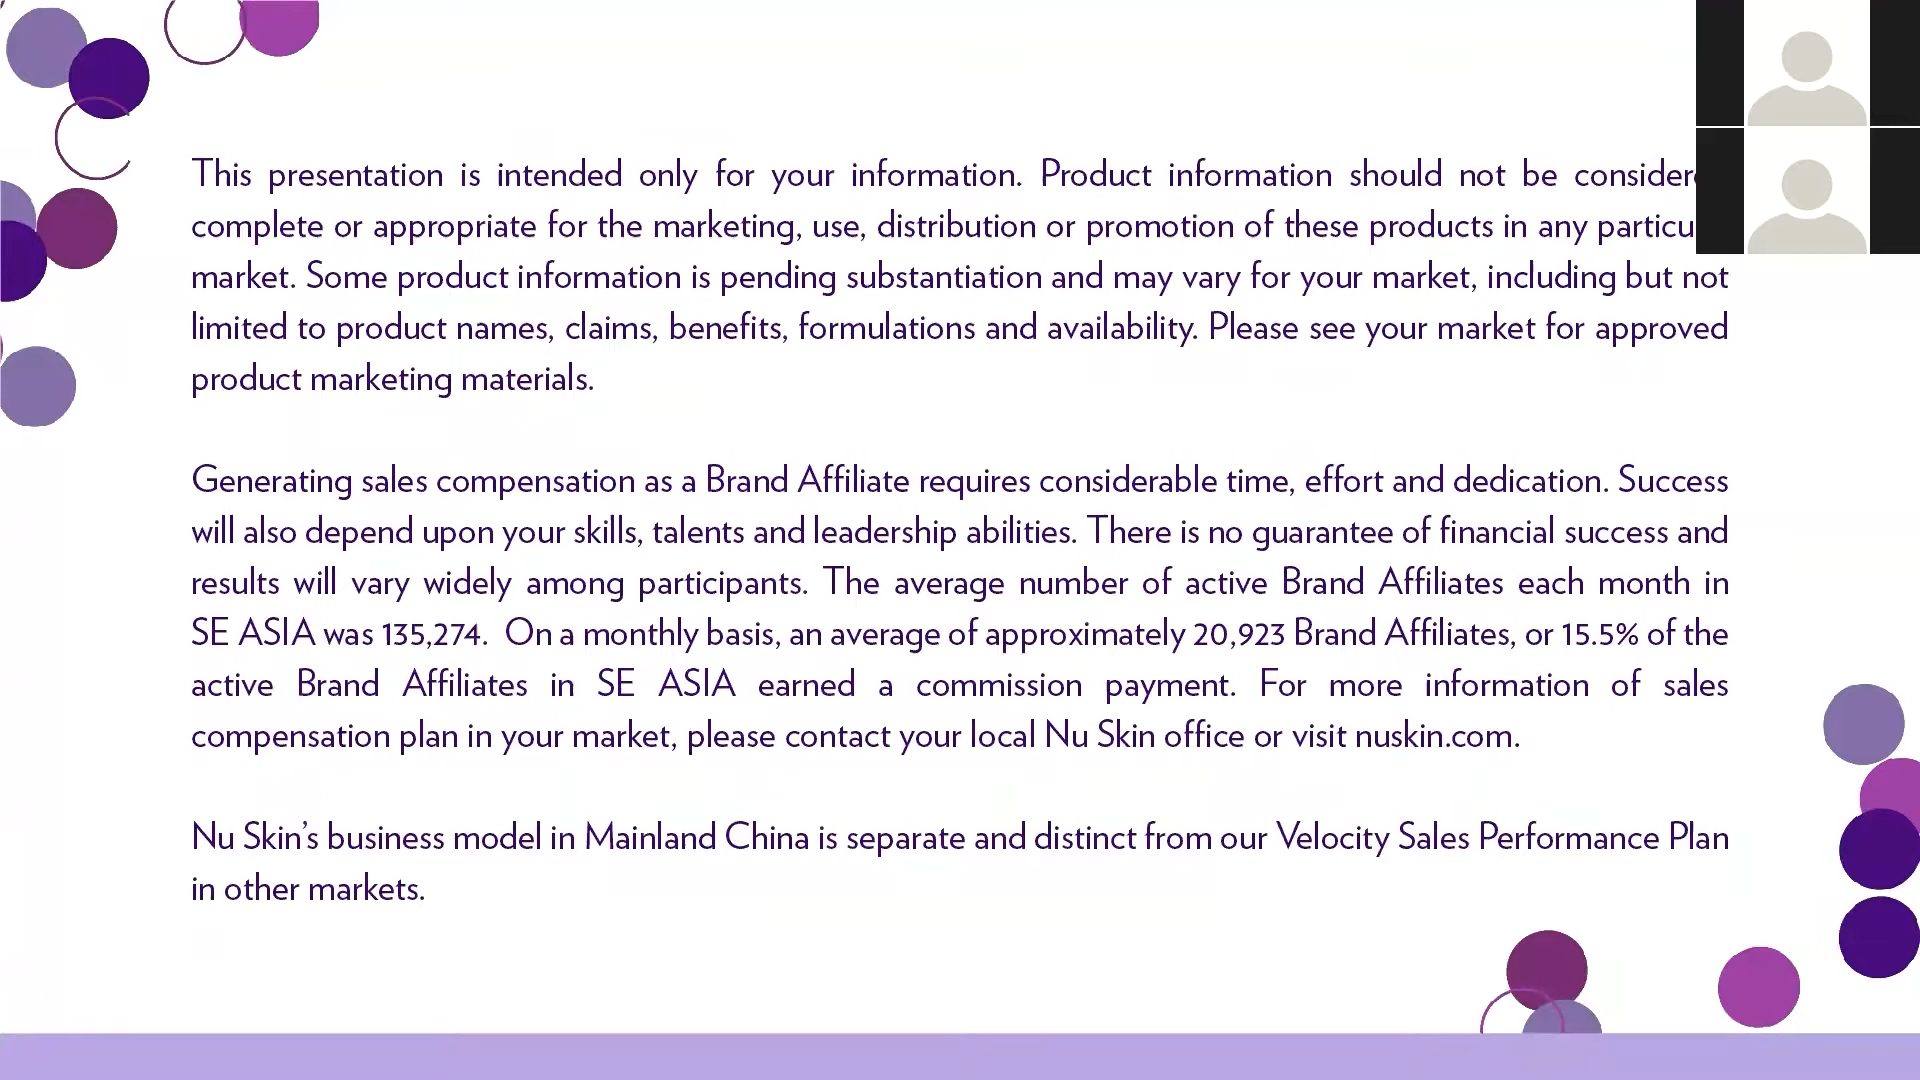 This presentation is intended only for your information. Product information should not be
complete or appropriate for the marketing, use, distribution or promotion of these products in any
market. Some product information is pending substantiation and may vary for your market, including but not
limited to product names, claims, benefits, formulations and availability. Please see your market for approved
product marketing materials.
Generating sales compensation as a Brand Affiliate requires considerable time, effort and dedication. Success
will also depend upon your skills, talents and leadership abilities. There is no guarantee of financial success and
results will vary widely among participants. The average number of active Brand Affiliates each month in
SE ASIA was 135,274. On a monthly basis, an average of approximately 20,923 Brand Affiliates, or 15.5% of the
active Brand Affiliates in SE ASIA earned a commission payment. For more information of sales
compensation plan in your market, please contact your local Nu Skin office or visit nuskin.com.
Nu Skin’s business model in Mainland China is separate and distinct from our Velocity Sales Performance Plan
in other markets.